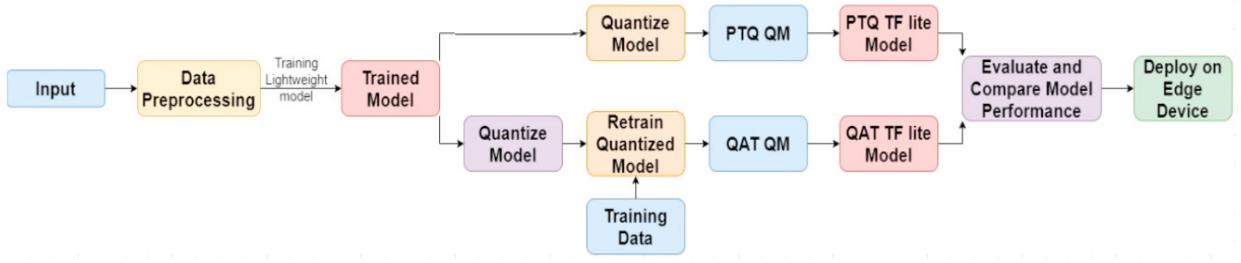 Input
Data
Preprocessing
Training
Lightweight
model
Trained
Model
Quantize
Model
PTQ QM
PTQ TF lite
Model
Quantize
Model
Retrain
Quantized
Model
QAT QM
QAT TF lite
Model
Training
Data
Evaluate and
Compare Model
Performance
Deploy on
Edge
Device